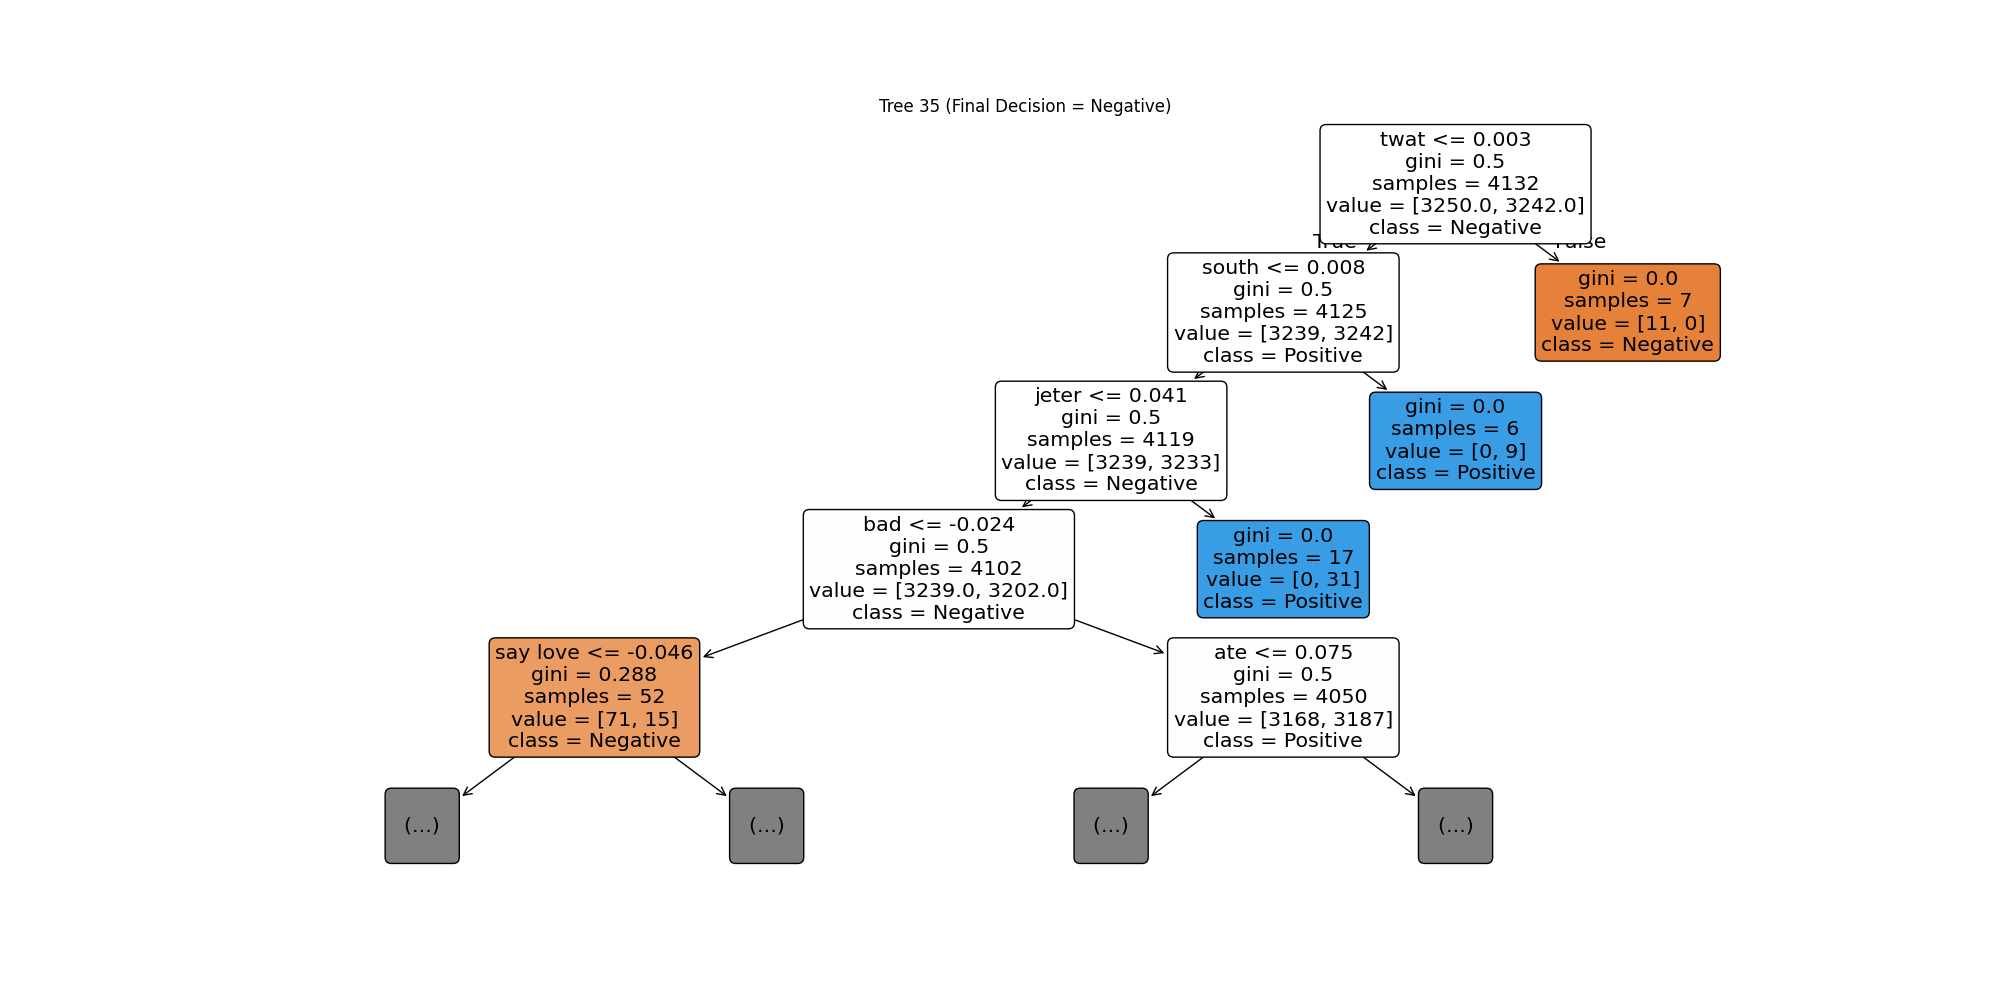 Tree 35 (Final Decision = Negative)
twat <= 0.003
gini = 0.5
samples = 4132
value = [3250.0, 3242.0]
class = Negative
True
False
south <= 0.008
gini = 0.5
samples = 4125
value = [3239, 3242]
class = Positive
gini = 0.0
samples = 7
value = [11, 0]
class = Negative
jeter <= 0.041
gini = 0.5
samples = 4119
value = [3239, 3233]
class = Negative
gini = 0.0
samples = 6
value = [0, 9]
class = Positive
bad <= -0.024
gini = 0.5
samples = 4102
value = [3239.0, 3202.0]
class = Negative
gini = 0.0
samples = 17
value = [0, 31]
class = Positive
say love <= -0.046
gini = 0.288
samples = 52
value = [71, 15]
class = Negative
ate <= 0.075
gini = 0.5
samples = 4050
value = [3168, 3187]
class = Positive
(...)
(...)
(...)
(...)